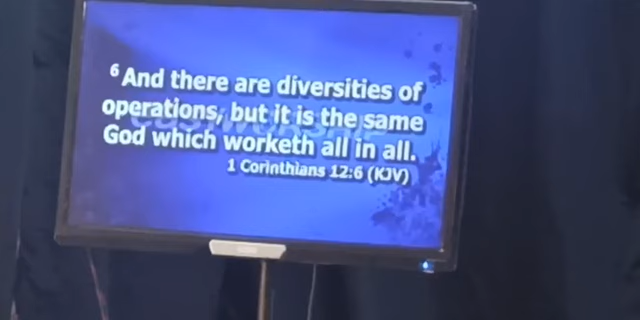 6 And there are diversities of
operations, but it is the same
God which worketh all in all.
1 Corinthians 12:6 (KJV)